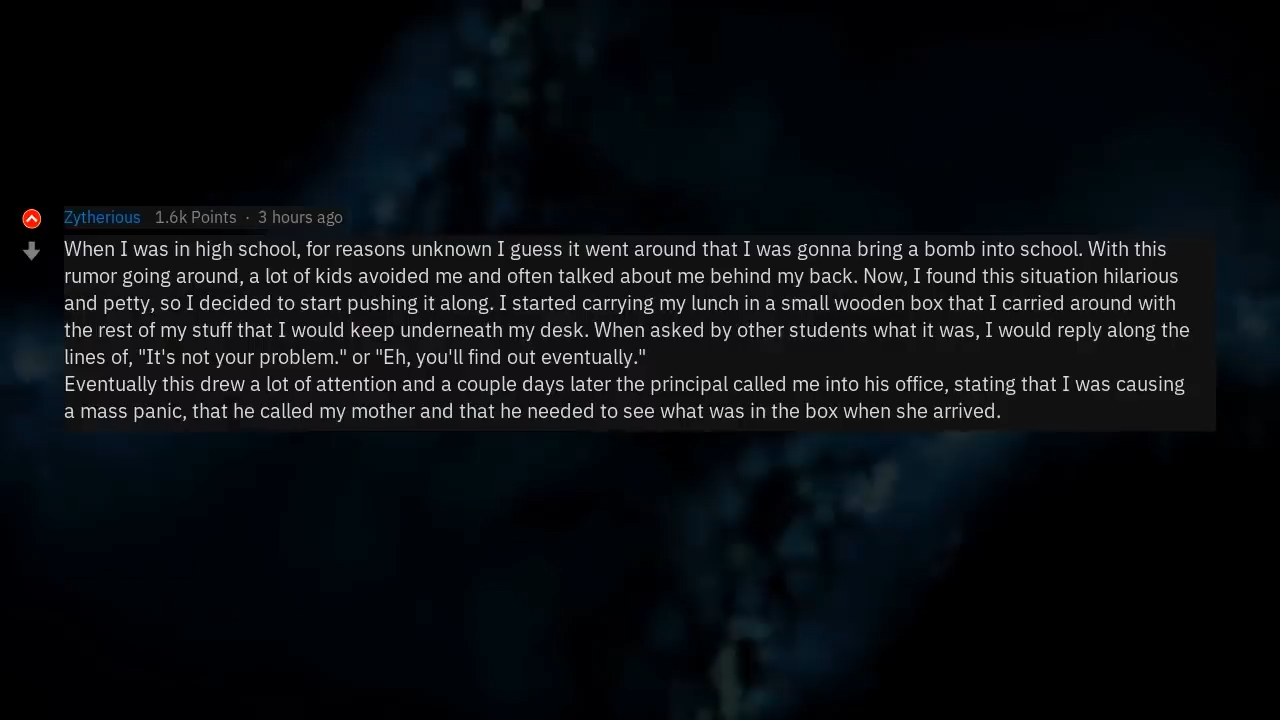 Zytherious 1.6k Points · 3 hours ago
When I was in high school, for reasons unknown I guess it went around that I was gonna bring a bomb into school. With this
rumor going around, a lot of kids avoided me and often talked about me behind my back. Now, I found this situation hilarious
and petty, so I decided to start pushing it along. I started carrying my lunch in a small wooden box that I carried around with
the rest of my stuff that I would keep underneath my desk. When asked by other students what it was, I would reply along the
lines of, "It's not your problem." or "Eh, you'll find out eventually."
Eventually this drew a lot of attention and a couple days later the principal called me into his office, stating that I was causing
a mass panic, that he called my mother and that he needed to see what was in the box when she arrived.